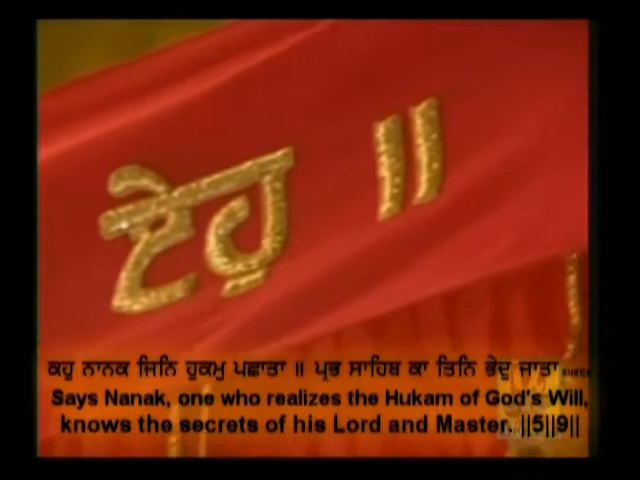 ਏਹੁ ॥
ਕਹੁ ਨਾਨਕ ਜਿਨਿ ਹੁਕਮੁ ਪਛਾਤਾ ॥ ਪ੍ਰਭ ਸਾਹਿਬ ਕਾ ਤਿਨਿ ਭੇਦੁ ਜਾਤਾ
Says Nanak, one who realizes the Hukam of God's Will,
knows the secrets of his Lord and Master. ||5||9||